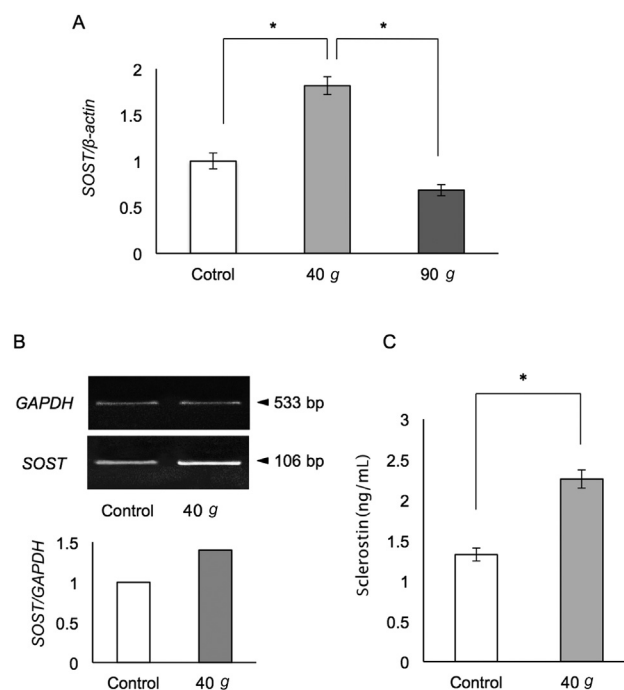 A
*
*
2
1.5
1
0.5
0
SOST/β-actin
Cotrol
40 g
90 g
B
GAPDH
533 bp
SOST
106 bp
Control
40 g
1.5
1
0.5
0
SOST/GAPDH
Control
40 g
C
*
3
2.5
2
1.5
1
0.5
0
Sclerostin(ng/mL)
Control
40 g